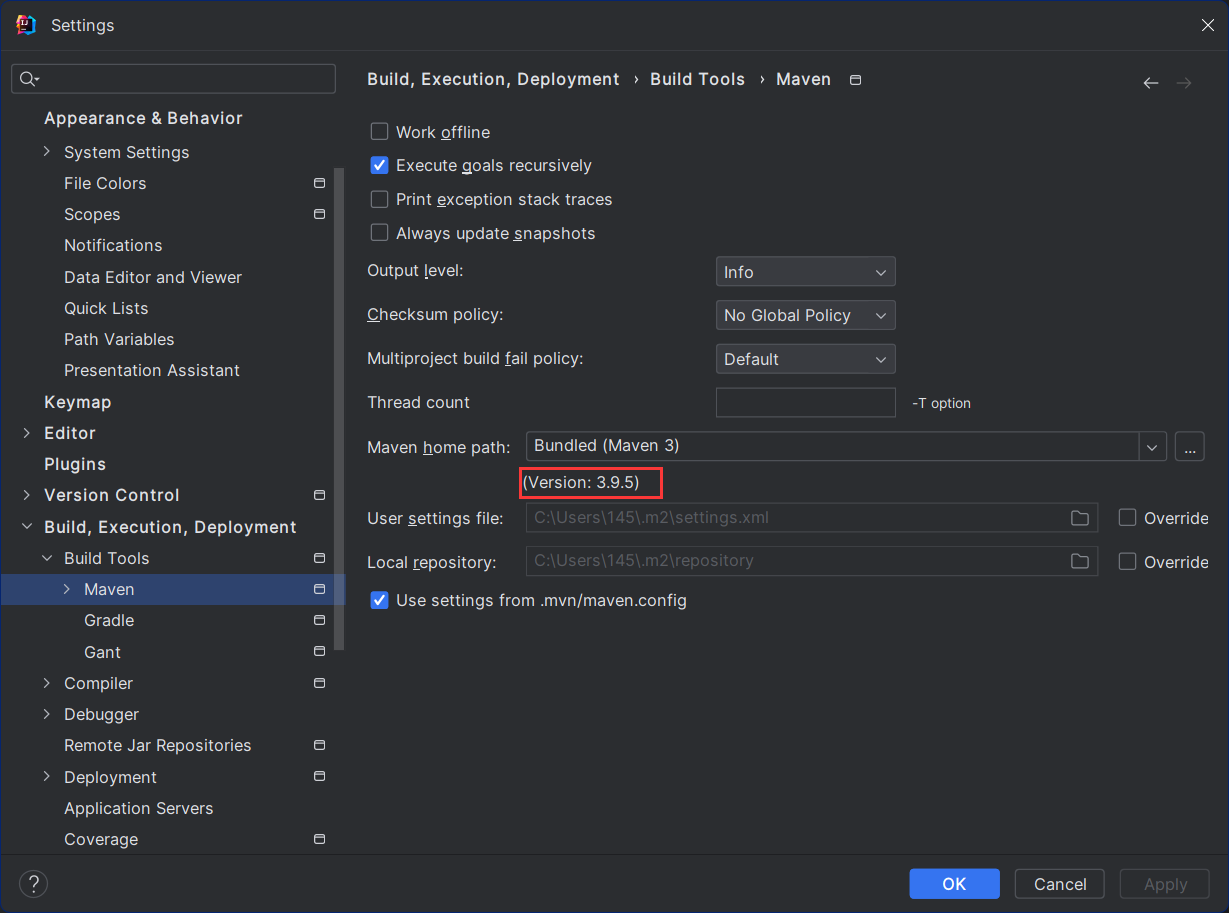 Settings
Appearance & Behavior
System Settings
File Colors
Scopes
Notifications
Data Editor and Viewer
Quick Lists
Path Variables
Presentation Assistant
Keymap
Editor
Plugins
Version Control
Build, Execution, Deployment
Build Tools
Maven
Gradle
Gant
Compiler
Debugger
Remote Jar Repositories
Deployment
Application Servers
Coverage
Build, Execution, Deployment › Build Tools › Maven
Work offline
Execute goals recursively
Print exception stack traces
Always update snapshots
Output level: Info
Checksum policy: No Global Policy
Multiproject build fail policy: Default
Thread count -T option
Maven home path: Bundled (Maven 3) ...
(Version: 3.9.5)
User settings file: C:\Users\145\.m2\settings.xml Override
Local repository: C:\Users\145\.m2\repository Override
Use settings from .mvn/maven.config
? OK Cancel Apply